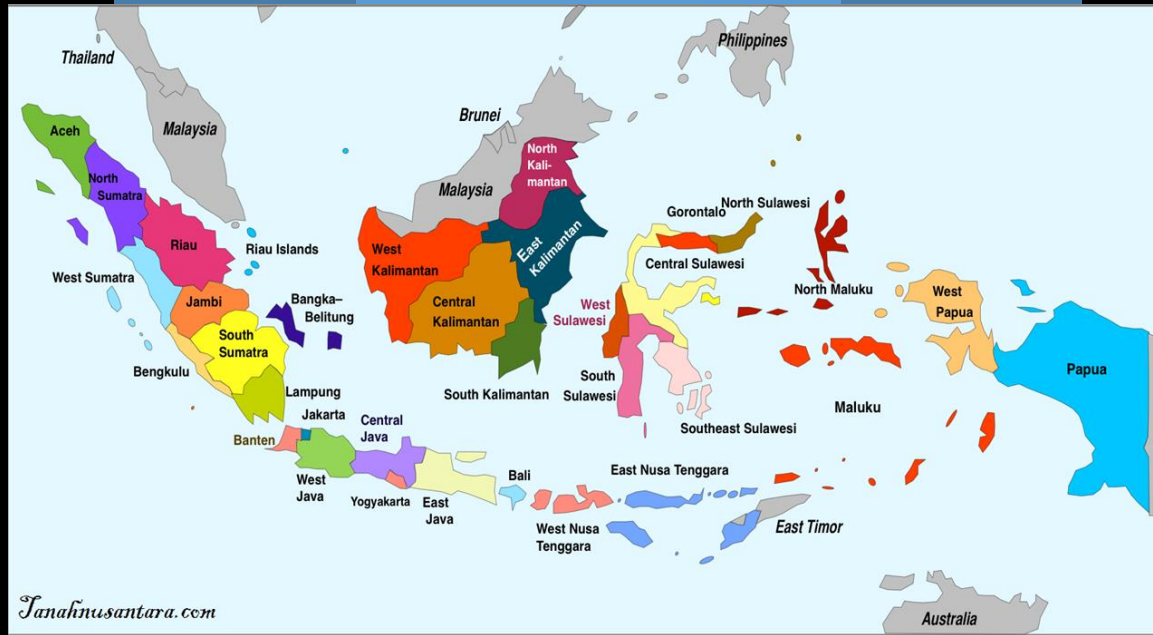 Thailand
Philippines
Brunei
Aceh
Malaysia
North
Sumatra
North
Kali-
mantan
Malaysia
Riau
Riau Islands
West
Kalimantan
East
Kalimantan
Gorontalo
North Sulawesi
Central Sulawesi
West Sumatra
Jambi
Bangka–
Belitung
Central
Kalimantan
West
Sulawesi
North Maluku
West
Papua
South
Sumatra
Bengkulu
Lampung
South Kalimantan
South
Sulawesi
Southeast Sulawesi
Maluku
Papua
Jakarta
Banten
Central
Java
West
Java
Yogyakarta
East
Java
Bali
East Nusa Tenggara
West Nusa
Tenggara
East Timor
Australia
Tanahnusantara.com